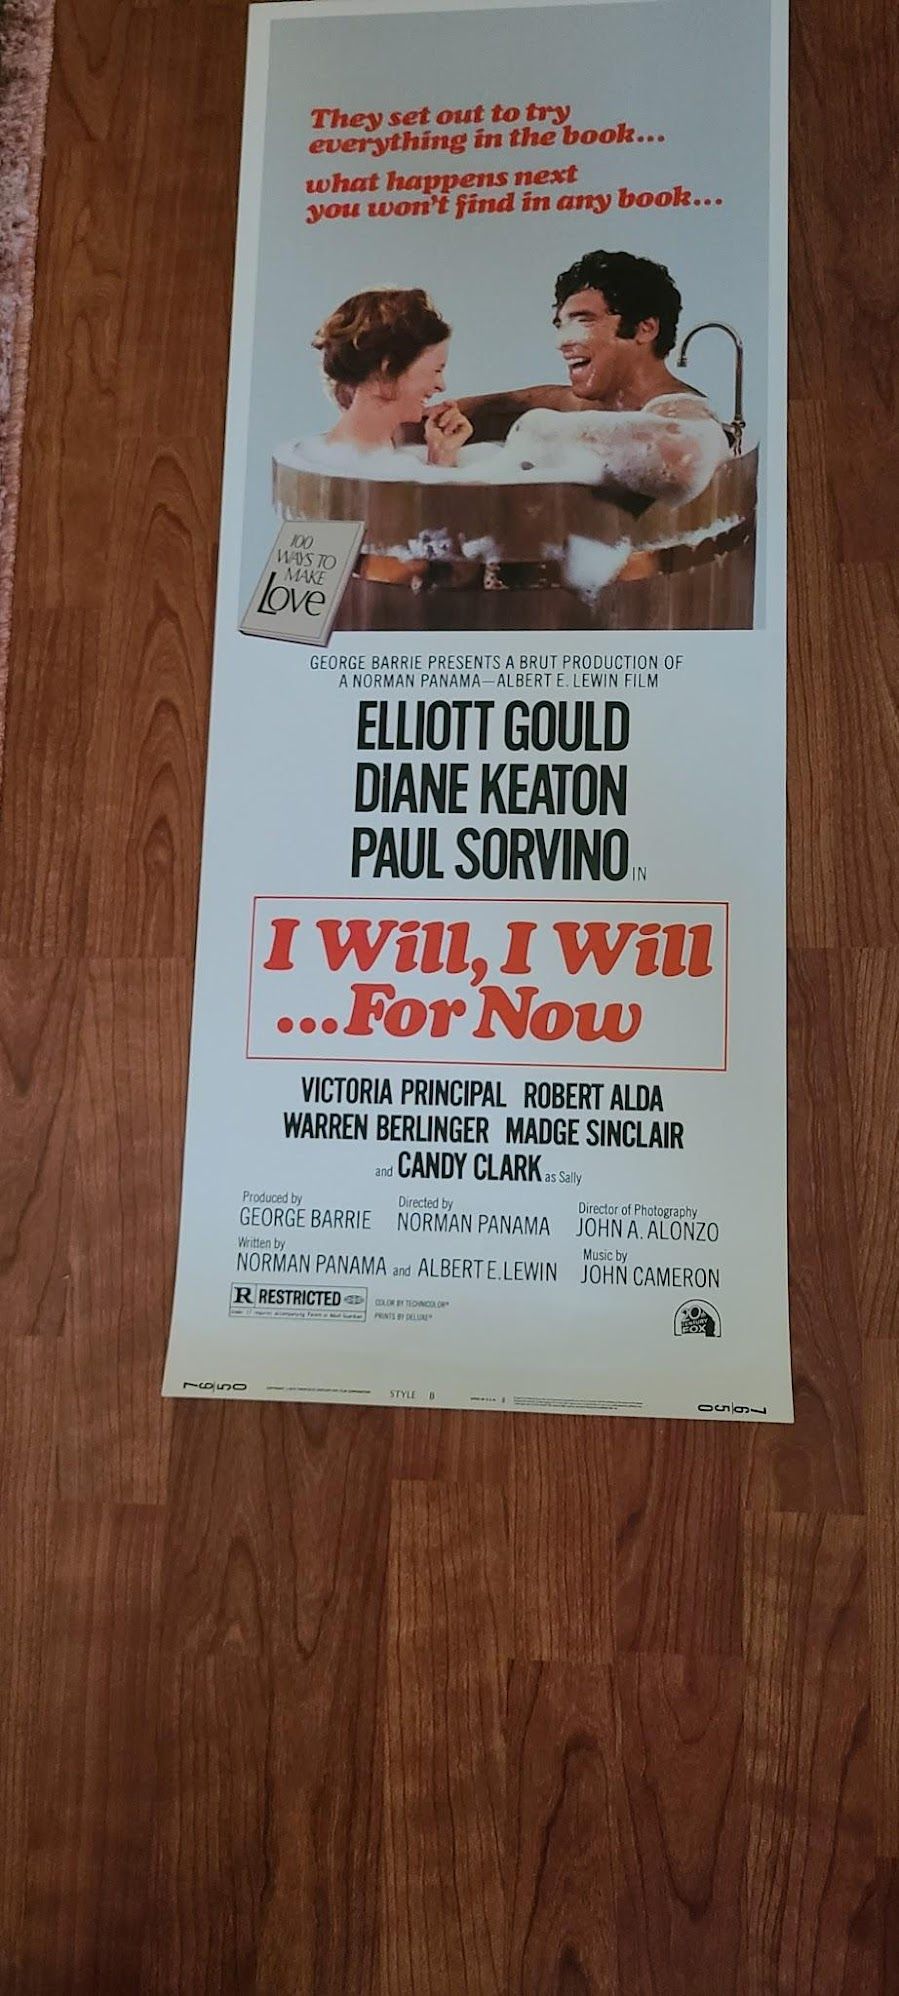 They set out to try
everything in the book...
what happens next
you won't find in any book...
100
WAYS TO
MAKE
Love
GEORGE BARRIE PRESENTS A BRUT PRODUCTION OF
A NORMAN PANAMA—ALBERT E. LEWIN FILM
ELLIOTT GOULD
DIANE KEATON
PAUL SORVINO IN
I Will, I Will
...For Now
VICTORIA PRINCIPAL ROBERT ALDA
WARREN BERLINGER MADGE SINCLAIR
and CANDY CLARK as Sally
Produced by Directed by Director of Photography
GEORGE BARRIE NORMAN PANAMA JOHN A. ALONZO
Written by Music by
NORMAN PANAMA and ALBERT E. LEWIN JOHN CAMERON
R RESTRICTED
COLOR BY TECHNICOLOR®
PRINTS BY DELUXE®
20th
CENTURY
FOX
STYLE B